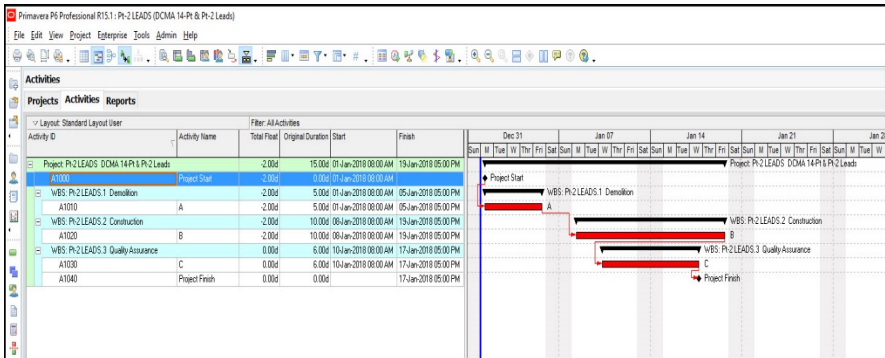 Primavera P6 Professional R15.1 : Pt-2 LEADS (DCMA 14-Pt & Pt-2 Leads)
File Edit View Project Enterprise Tools Admin Help
Activities
Projects Activities Reports
Layout: Standard Layout User Filter: All Activities
Activity ID Activity Name Total Float Original Duration Start Finish
Dec 31 Jan 07 Jan 14 Jan 21 Jan 2
Sun M Tue W Thr Fri Sat Sun M Tue W Thr Fri Sat Sun M Tue W Thr Fri Sat Sun M Tue W Thr Fri Sat Sun M Tue
Project: Pt-2 LEADS DCMA 14-Pt & Pt-2 Leads -2.00d 15.00d 01-Jan-2018 08:00 AM 19-Jan-2018 05:00 PM Project: Pt-2 LEADS DCMA 14-Pt & Pt-2 Leads
A1000 Project Start -2.00d 0.00d 01-Jan-2018 08:00 AM Project Start
WBS: Pt-2 LEADS.1 Demolition -2.00d 5.00d 01-Jan-2018 08:00 AM 05-Jan-2018 05:00 PM WBS: Pt-2 LEADS.1 Demolition
A1010 A -2.00d 5.00d 01-Jan-2018 08:00 AM 05-Jan-2018 05:00 PM A
WBS: Pt-2 LEADS.2 Construction -2.00d 10.00d 08-Jan-2018 08:00 AM 19-Jan-2018 05:00 PM WBS: Pt-2 LEADS.2 Construction
A1020 B -2.00d 10.00d 08-Jan-2018 08:00 AM 19-Jan-2018 05:00 PM B
WBS: Pt-2 LEADS.3 Quality Assurance 0.00d 6.00d 10-Jan-2018 08:00 AM 17-Jan-2018 05:00 PM WBS: Pt-2 LEADS.3 Quality Assurance
A1030 C 0.00d 6.00d 10-Jan-2018 08:00 AM 17-Jan-2018 05:00 PM C
A1040 Project Finish 0.00d 0.00d 17-Jan-2018 05:00 PM Project Finish